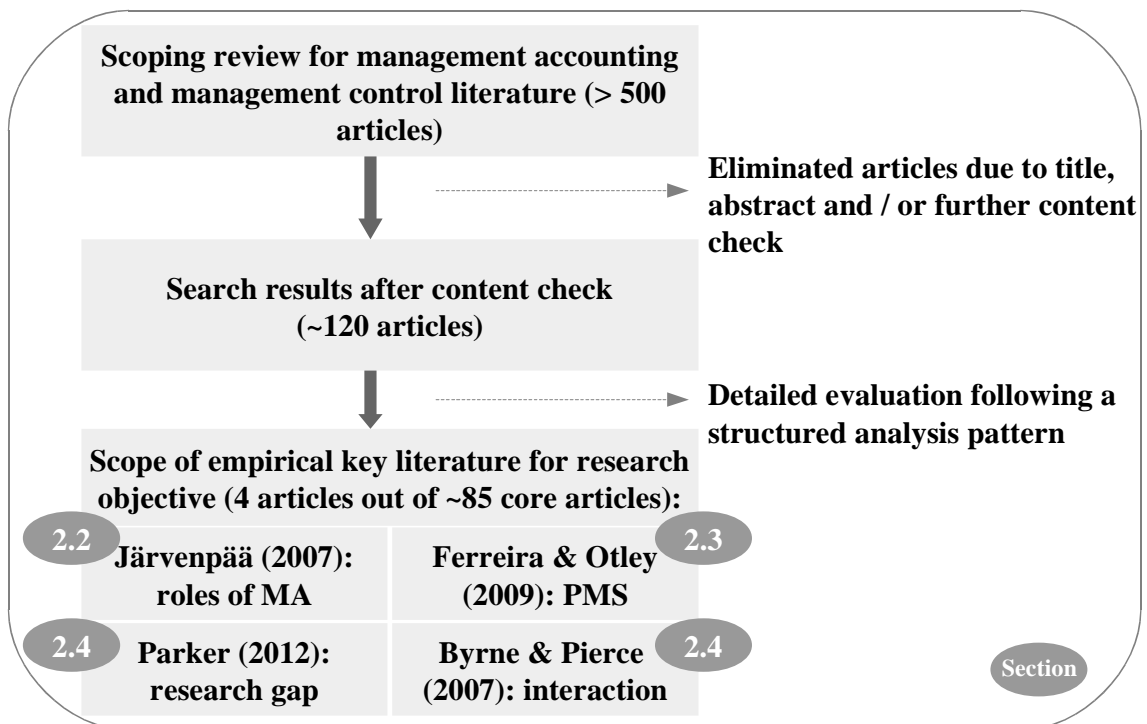 Scoping review for management accounting
and management control literature (> 500
articles)
Eliminated articles due to title,
abstract and / or further content
check
Search results after content check
(~120 articles)
Detailed evaluation following a
structured analysis pattern
Scope of empirical key literature for research
objective (4 articles out of ~85 core articles):
2.2
Järvenpää (2007):
roles of MA
2.3
Ferreira & Otley
(2009): PMS
2.4
Parker (2012):
research gap
2.4
Byrne & Pierce
(2007): interaction
Section